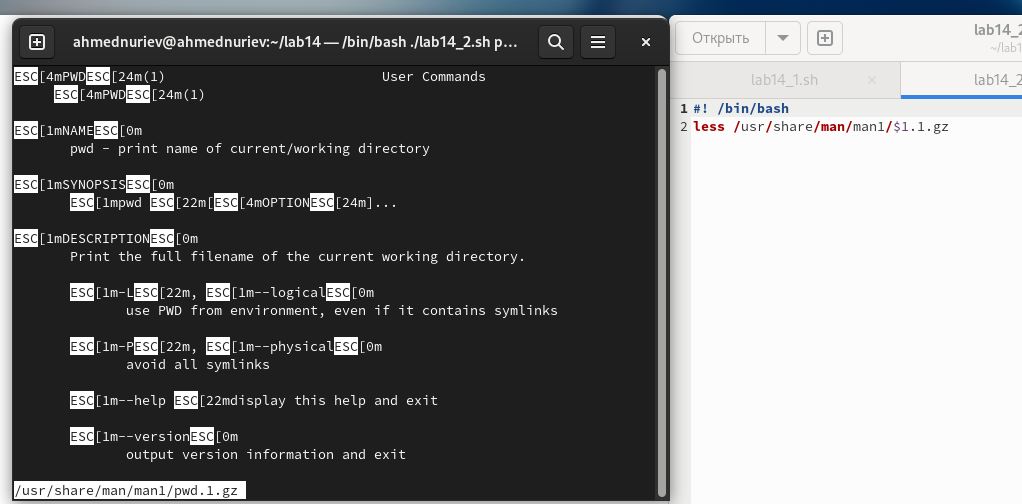 ahmednuriev@ahmednuriev:~/lab14 — /bin/bash ./lab14_2.sh p...
ESC[4mPWDESC[24m(1) User Commands
ESC[4mPWDESC[24m(1)
ESC[1mNAMEESC[0m
pwd - print name of current/working directory
ESC[1mSYNOPSISESC[0m
ESC[1mpwd ESC[22m[ESC[4mOPTIONESC[24m]...
ESC[1mDESCRIPTIONESC[0m
Print the full filename of the current working directory.
ESC[1m-LESC[22m, ESC[1m--logicalESC[0m
use PWD from environment, even if it contains symlinks
ESC[1m-PESC[22m, ESC[1m--physicalESC[0m
avoid all symlinks
ESC[1m--help ESC[22mdisplay this help and exit
ESC[1m--versionESC[0m
output version information and exit
/usr/share/man/man1/pwd.1.gz
Открыть
lab14_2
~/lab1
lab14_1.sh
lab14_2
1 #! /bin/bash
2 less /usr/share/man/man1/$1.1.gz